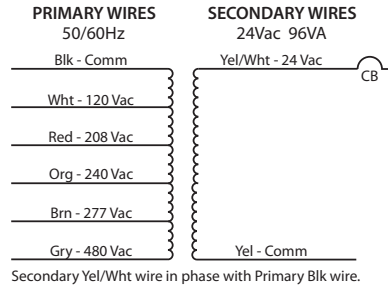 PRIMARY WIRES
50/60Hz
SECONDARY WIRES
24Vac 96VA
Blk - Comm
Wht - 120 Vac
Red - 208 Vac
Org - 240 Vac
Brn - 277 Vac
Gry - 480 Vac
Yel/Wht - 24 Vac
CB
Yel - Comm
Secondary Yel/Wht wire in phase with Primary Blk wire.